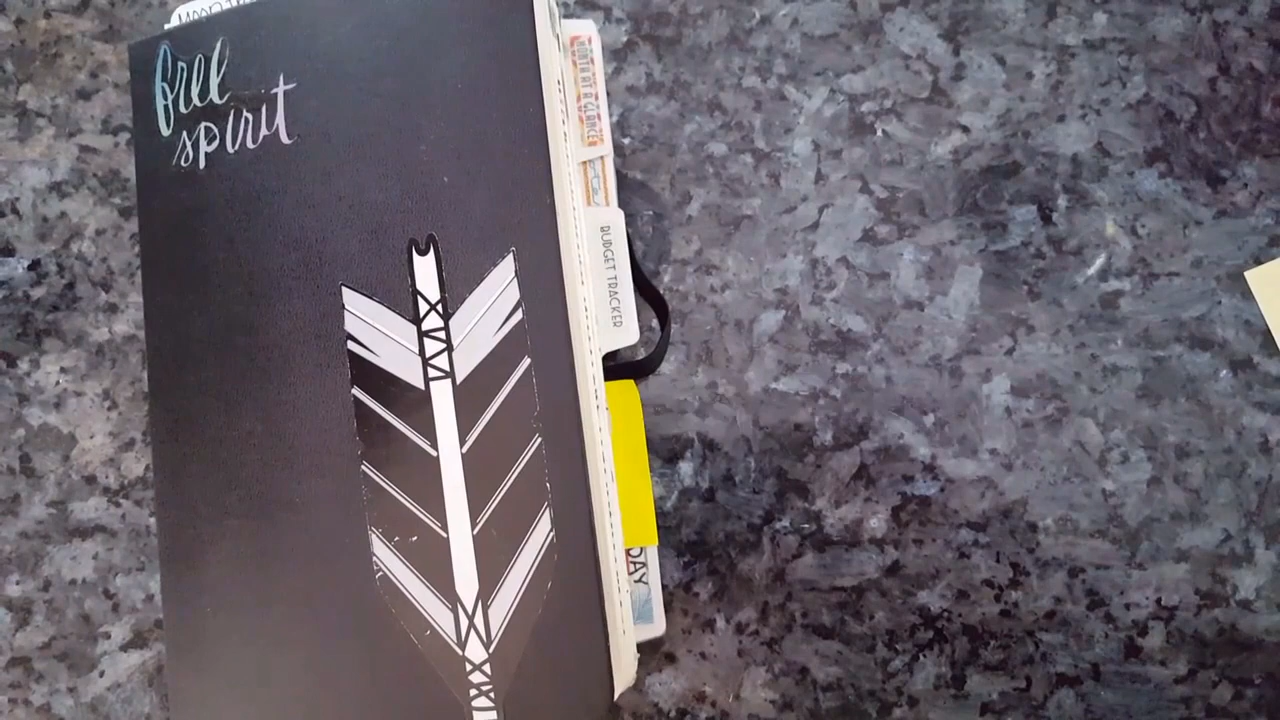 free
spirit
MONTH AT A GLANCE
BUDGET TRACKER
DAY